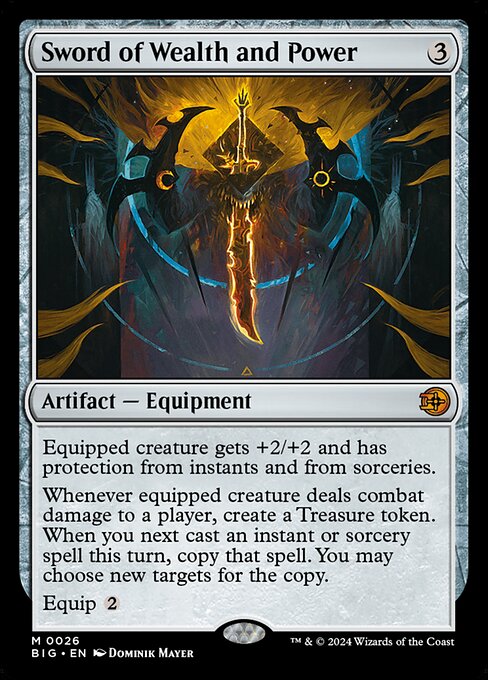 Sword of Wealth and Power 3
Artifact — Equipment
Equipped creature gets +2/+2 and has
protection from instants and from sorceries.
Whenever equipped creature deals combat
damage to a player, create a Treasure token.
When you next cast an instant or sorcery
spell this turn, copy that spell. You may
choose new targets for the copy.
Equip 2
M 0026
BIG • EN Dominik Mayer
™ & © 2024 Wizards of the Coast